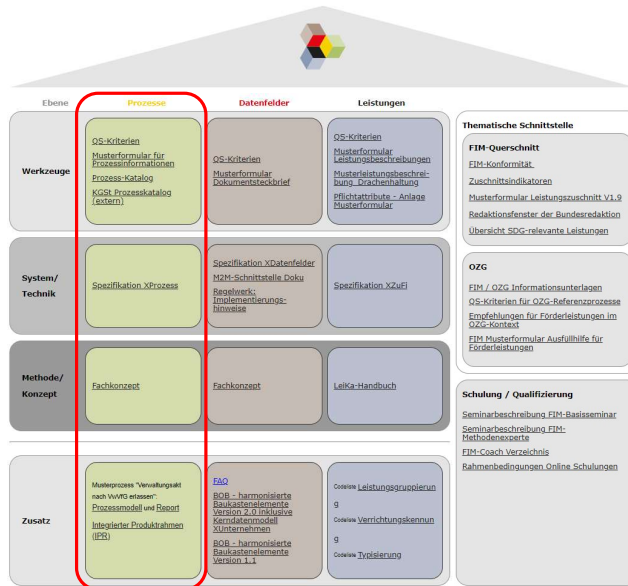 Ebene
Prozesse
Datenfelder
Leistungen
Werkzeuge
QS-Kriterien
Musterformular für
Prozessinformationen
Prozess-Katalog
KGSt Prozesskatalog
(extern)
QS-Kriterien
Musterformular
Dokumentsteckbrief
QS-Kriterien
Musterformular
Leistungsbeschreibungen
Musterleistungsbeschrei-
bung Drachenhaltung
Pflichtattribute - Anlage
Musterformular
System/
Technik
Spezifikation XProzess
Spezifikation XDatenfelder
M2M-Schnittstelle Doku
Regelwerk:
Implementierungs-
hinweise
Spezifikation XZuFi
Methode/
Konzept
Fachkonzept
Fachkonzept
LeiKa-Handbuch
Zusatz
Musterprozess "Verwaltungsakt
nach VwVfG erlassen":
Prozessmodell und Report
Integrierter Produktrahmen
(IPR)
FAQ
BOB - harmonisierte
Baukastenelemente
Version 2.0 inklusive
Kerndatenmodell
XUnternehmen
BOB - harmonisierte
Baukastenelemente
Version 1.1
Codeliste Leistungsgruppierun
g
Codeliste Verrichtungskennun
g
Codeliste Typisierung
Thematische Schnittstelle
FIM-Querschnitt
FIM-Konformität
Zuschnittsindikatoren
Musterformular Leistungszuschnitt V1.9
Redaktionsfenster der Bundesredaktion
Übersicht SDG-relevante Leistungen
OZG
FIM / OZG Informationsunterlagen
QS-Kriterien für OZG-Referenzprozesse
Empfehlungen für Förderleistungen im
OZG-Kontext
FIM Musterformular Ausfüllhilfe für
Förderleistungen
Schulung / Qualifizierung
Seminarbeschreibung FIM-Basisseminar
Seminarbeschreibung FIM-
Methodenexperte
FIM-Coach Verzeichnis
Rahmenbedingungen Online Schulungen